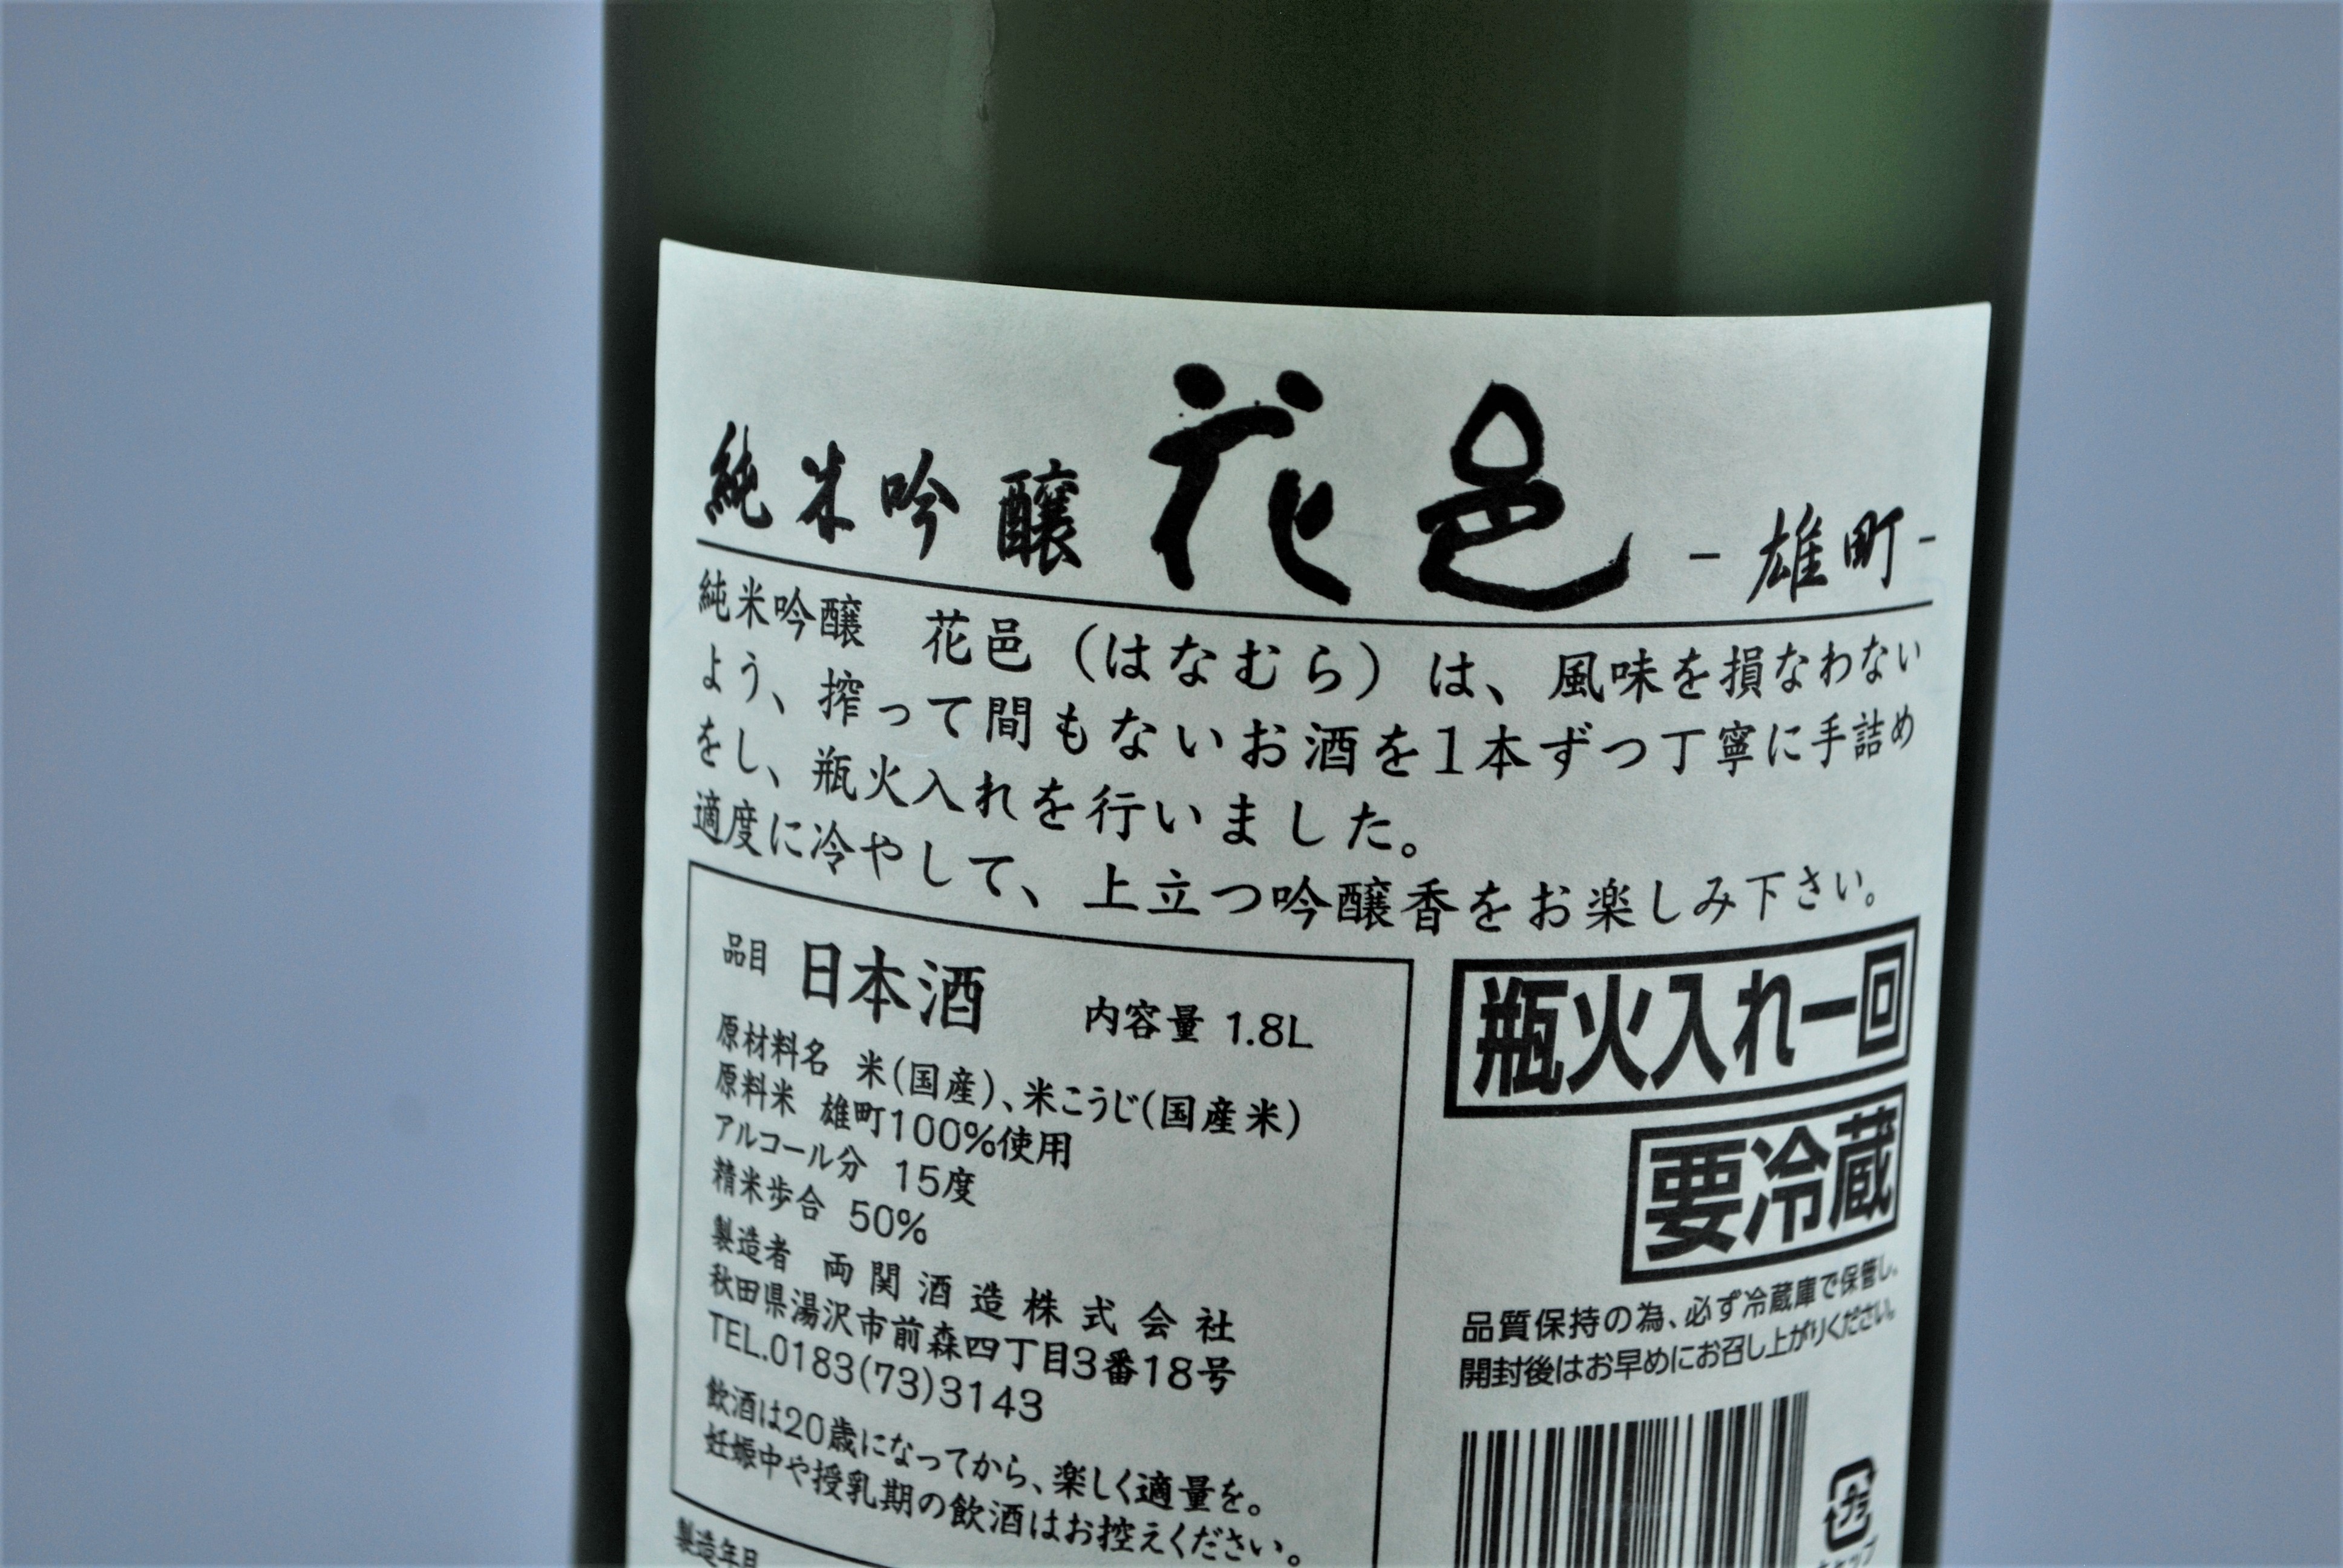 純米吟醸 花邑 -雄町-
純米吟醸　花邑（はなむら）は、風味を損なわない
よう、搾って間もないお酒を1本ずつ丁寧に手詰め
をし、瓶火入れを行いました。
適度に冷やして、上立つ吟醸香をお楽しみ下さい。
品目 日本酒 内容量 1.8L
原材料名 米(国産)、米こうじ(国産米)
原料米 雄町100%使用
アルコール分 15度
精米歩合 50%
製造者 両関酒造株式会社
秋田県湯沢市前森四丁目3番18号
TEL.0183(73)3143
飲酒は20歳になってから、楽しく適量を。
妊娠中や授乳期の飲酒はお控えください。
製造年月
瓶火入れ一回
要冷蔵
品質保持の為、必ず冷蔵庫で保管し、
開封後はお早めにお召し上がりください。
プラ
キャップ